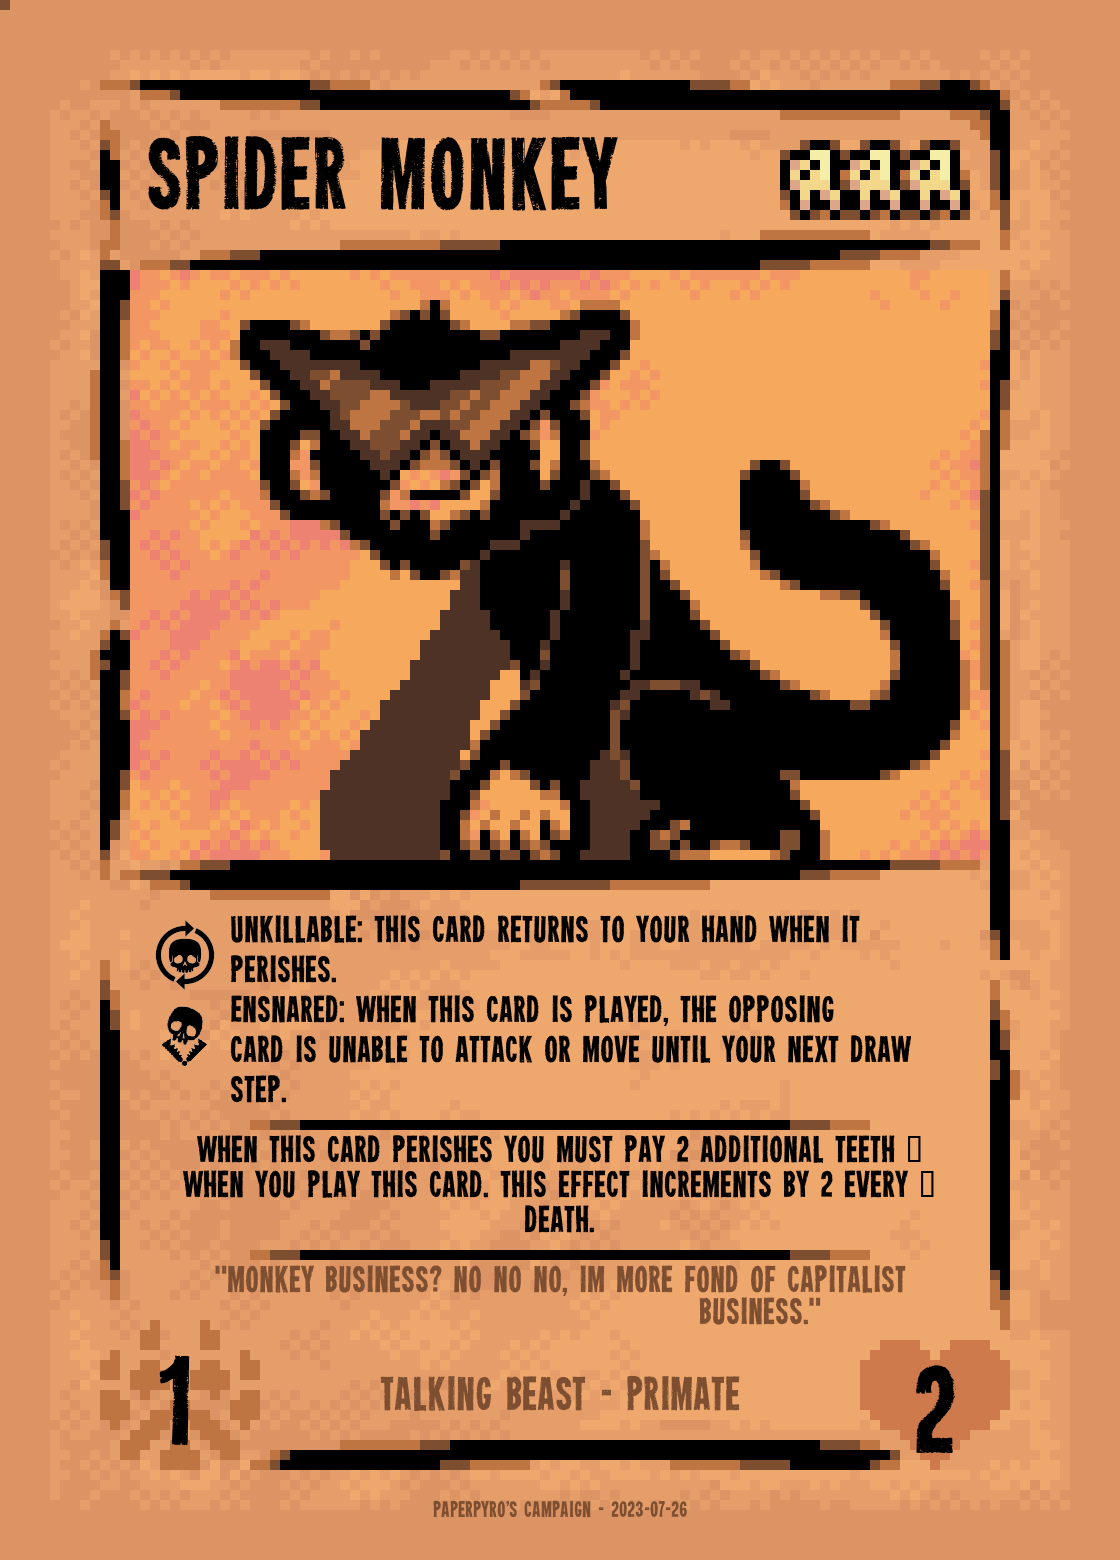 SPIDER MONKEY
UNKILLABLE: THIS CARD RETURNS TO YOUR HAND WHEN IT
PERISHES.
ENSNARED: WHEN THIS CARD IS PLAYED, THE OPPOSING
CARD IS UNABLE TO ATTACK OR MOVE UNTIL YOUR NEXT DRAW
STEP.
WHEN THIS CARD PERISHES YOU MUST PAY 2 ADDITIONAL TEETH
WHEN YOU PLAY THIS CARD. THIS EFFECT INCREMENTS BY 2 EVERY
DEATH.
"MONKEY BUSINESS? NO NO NO, IM MORE FOND OF CAPITALIST
BUSINESS."
1
TALKING BEAST - PRIMATE
2
PAPERPYRO'S CAMPAIGN - 2023-07-26